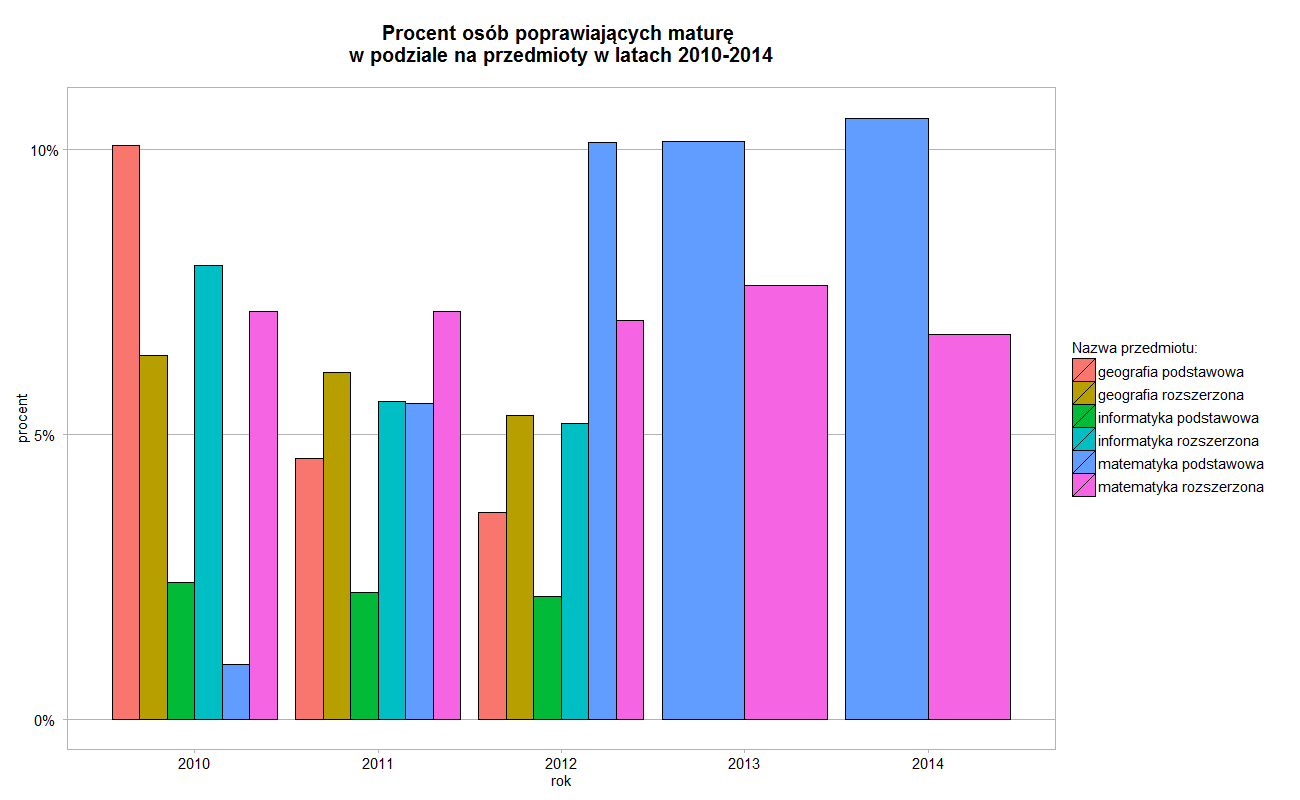 Procent osób poprawiających maturę
w podziale na przedmioty w latach 2010-2014
10%
5%
0%
procent
2010
2011
2012
2013
2014
rok
Nazwa przedmiotu:
geografia podstawowa
geografia rozszerzona
informatyka podstawowa
informatyka rozszerzona
matematyka podstawowa
matematyka rozszerzona